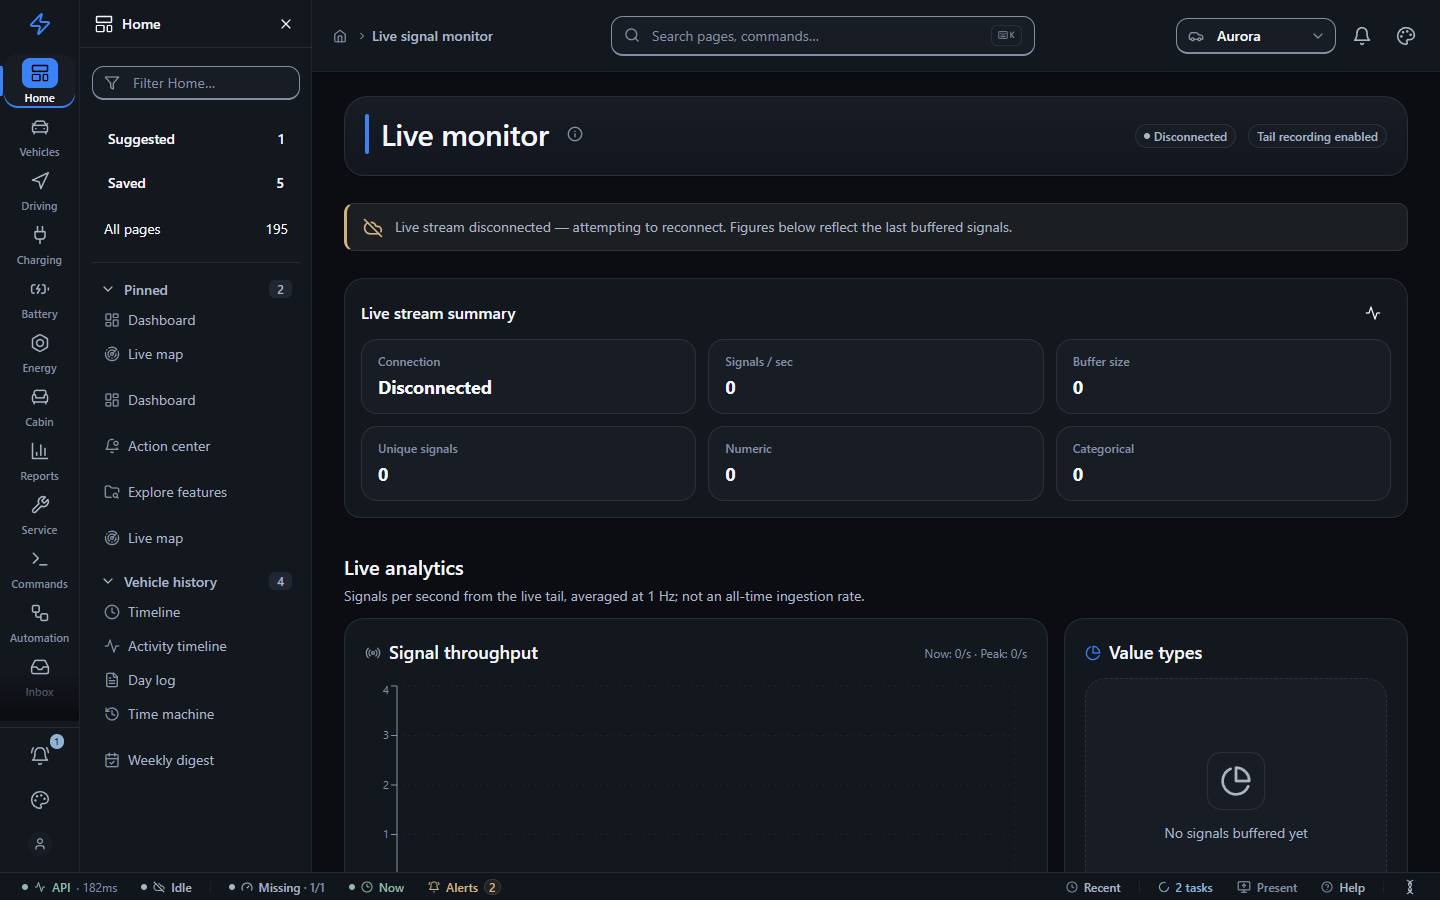 Home
Vehicles
Driving
Charging
Battery
Energy
Cabin
Reports
Service
Commands
Automation
Inbox
1
Home
Filter Home...
Suggested 1
Saved 5
All pages 195
Pinned 2
Dashboard
Live map
Dashboard
Action center
Explore features
Live map
Vehicle history 4
Timeline
Activity timeline
Day log
Time machine
Weekly digest
Live signal monitor
Search pages, commands... K
Aurora
Live monitor
Disconnected
Tail recording enabled
Live stream disconnected — attempting to reconnect. Figures below reflect the last buffered signals.
Live stream summary
Connection
Disconnected
Signals / sec
0
Buffer size
0
Unique signals
0
Numeric
0
Categorical
0
Live analytics
Signals per second from the live tail, averaged at 1 Hz; not an all-time ingestion rate.
Signal throughput
Now: 0/s · Peak: 0/s
4
3
2
1
Value types
No signals buffered yet
API · 182ms
Idle
Missing · 1/1
Now
Alerts 2
Recent
2 tasks
Present
Help